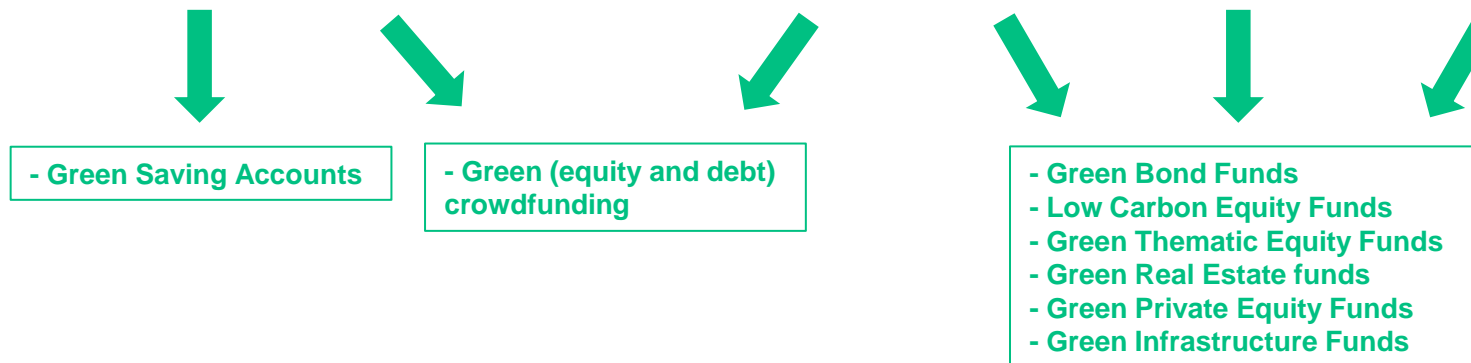 - Green Saving Accounts
- Green (equity and debt)
crowdfunding
- Green Bond Funds
- Low Carbon Equity Funds
- Green Thematic Equity Funds
- Green Real Estate funds
- Green Private Equity Funds
- Green Infrastructure Funds